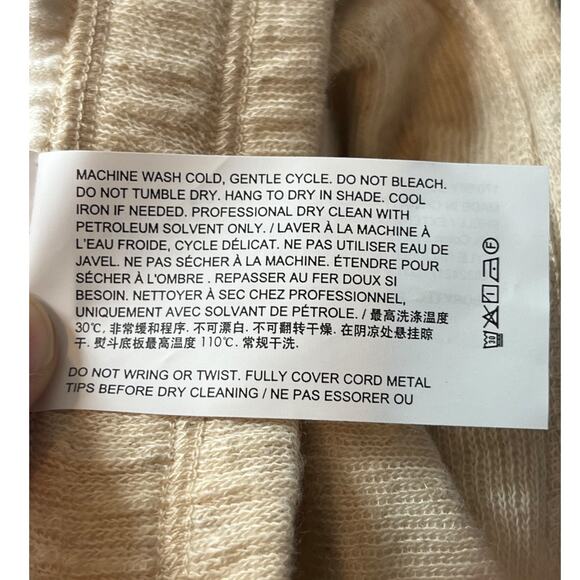 MACHINE WASH COLD, GENTLE CYCLE. DO NOT BLEACH.
DO NOT TUMBLE DRY. HANG TO DRY IN SHADE. COOL
IRON IF NEEDED. PROFESSIONAL DRY CLEAN WITH
PETROLEUM SOLVENT ONLY. / LAVER À LA MACHINE À
L'EAU FROIDE, CYCLE DÉLICAT. NE PAS UTILISER EAU DE
JAVEL. NE PAS SÉCHER À LA MACHINE. ÉTENDRE POUR
SÉCHER À L'OMBRE . REPASSER AU FER DOUX SI
BESOIN. NETTOYER À SEC CHEZ PROFESSIONNEL,
UNIQUEMENT AVEC SOLVANT DE PÉTROLE. / 最高洗涤温度
30℃, 非常缓和程序. 不可漂白. 不可翻转干燥. 在阴凉处悬挂晾
干. 熨斗底板最高温度 110℃. 常规干洗.
DO NOT WRING OR TWIST. FULLY COVER CORD METAL
TIPS BEFORE DRY CLEANING / NE PAS ESSORER OU
F